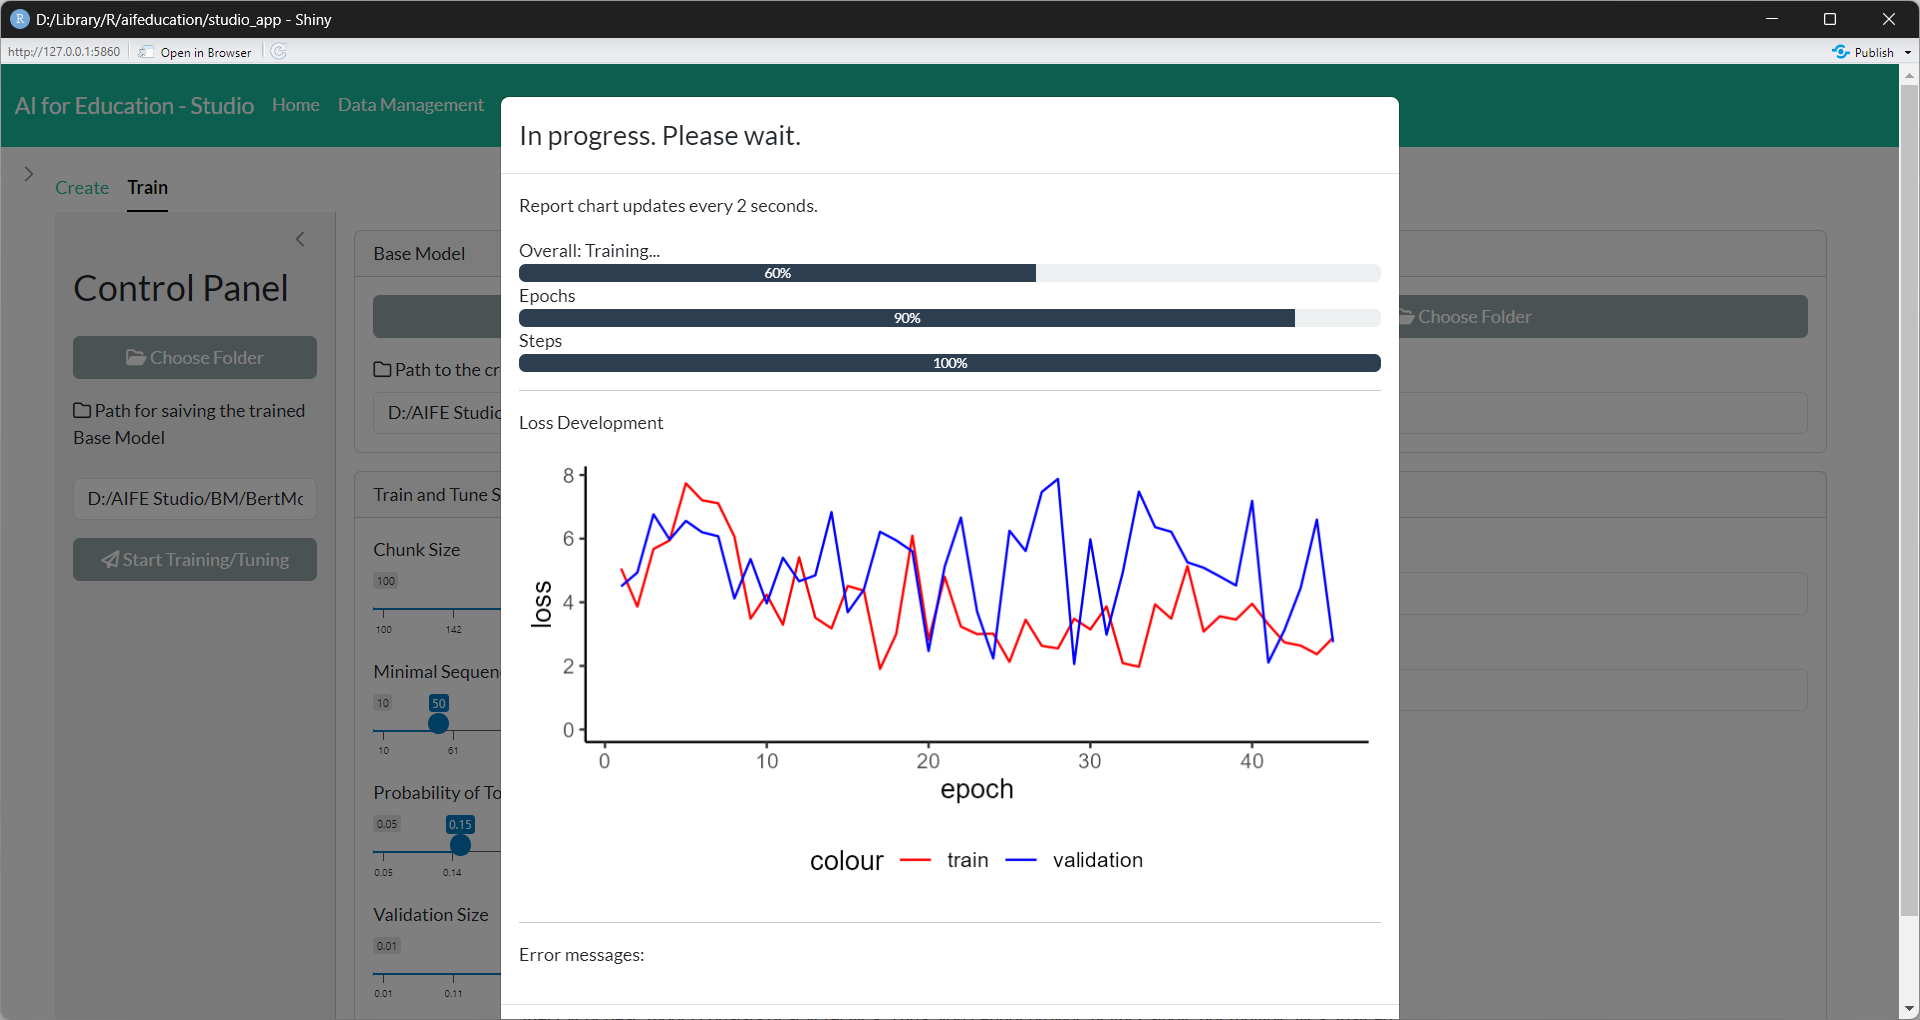 D:/Library/R/aifeducation/studio_app - Shiny
http://127.0.0.1:5860
Open in Browser
Publish
AI for Education - Studio
Home
Data Management
Create
Train
Control Panel
Choose Folder
Path for saiving the trained
Base Model
D:/AIFE Studio/BM/BertMo
Start Training/Tuning
Base Model
Path to the cr
D:/AIFE Studio
Choose Folder
Train and Tune S
Chunk Size
100
100 142
Minimal Sequen
10 50
10 61
Probability of To
0.05 0.15
0.05 0.14
Validation Size
0.01
0.01 0.11
In progress. Please wait.
Report chart updates every 2 seconds.
Overall: Training...
60%
Epochs
90%
Steps
100%
Loss Development
loss
8
6
4
2
0
0 10 20 30 40
epoch
colour train validation
Error messages: